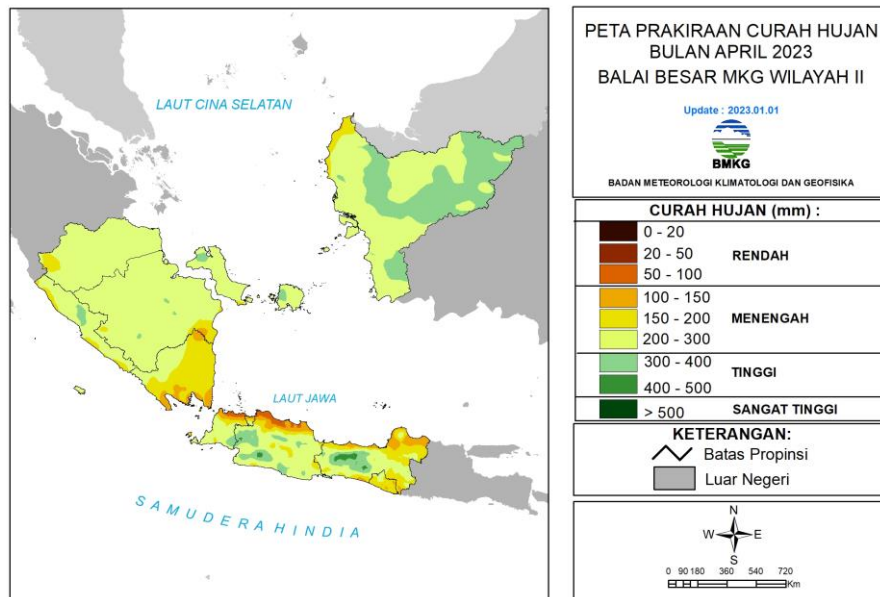 LAUT CINA SELATAN
LAUT JAWA
SAMUDERA HINDIA
PETA PRAKIRAAN CURAH HUJAN
BULAN APRIL 2023
BALAI BESAR MKG WILAYAH II
Update : 2023.01.01
BMKG
BADAN METEOROLOGI KLIMATOLOGI DAN GEOFISIKA
CURAH HUJAN (mm) :
0 - 20
20 - 50
50 - 100
RENDAH
100 - 150
150 - 200
200 - 300
MENENGAH
300 - 400
400 - 500
TINGGI
> 500
SANGAT TINGGI
KETERANGAN:
Batas Propinsi
Luar Negeri
N
W E
S
0 90 180 360 540 720
Km